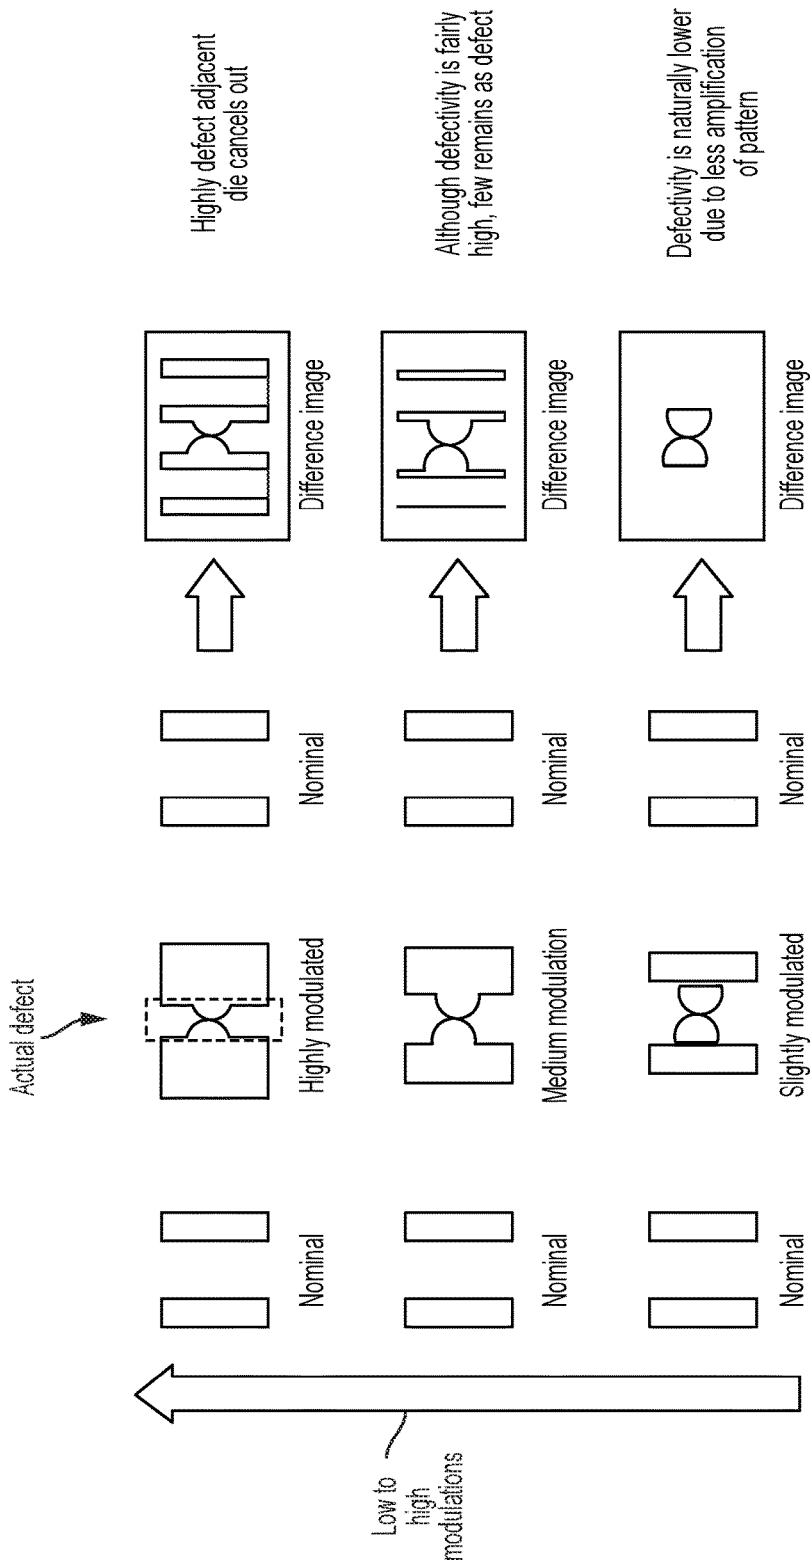 Actual defect
Low to
high
modulations
Nominal
Highly modulated
Nominal
Difference image
Highly defect adjacent
die cancels out
Nominal
Medium modulation
Nominal
Difference image
Although defectivity is fairly
high, few remains as defect
Nominal
Slightly modulated
Nominal
Difference image
Defectivity is naturally lower
due to less amplification
of pattern